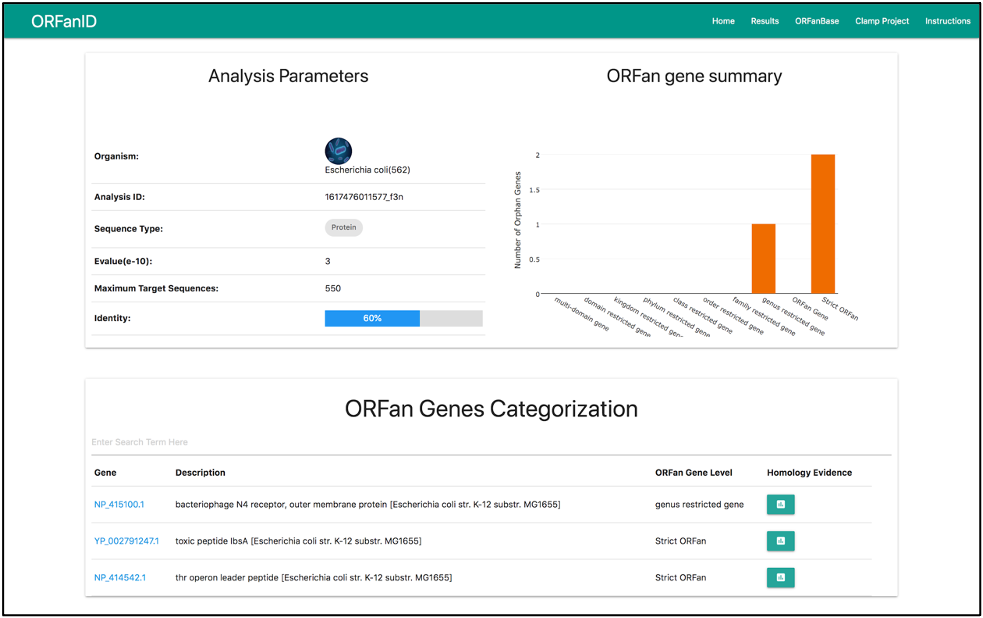 ORFanID
Home Results ORFanBase Clamp Project Instructions
Analysis Parameters
Organism:
Escherichia coli(562)
Analysis ID: 1617476011577_f3n
Sequence Type: Protein
Evalue(e-10): 3
Maximum Target Sequences: 550
Identity: 60%
ORFan gene summary
Number of Orphan Genes
2
1.5
1
0.5
0
multi-domain gene
domain restricted gene
kingdom restricted gene
phylum restricted gene
class restricted gene
order restricted gene
family restricted gene
genus restricted gene
ORFan Gene
Strict ORFan
ORFan Genes Categorization
Enter Search Term Here
Gene Description ORFan Gene Level Homology Evidence
NP_415100.1 bacteriophage N4 receptor, outer membrane protein [Escherichia coli str. K-12 substr. MG1655] genus restricted gene
YP_002791247.1 toxic peptide IbsA [Escherichia coli str. K-12 substr. MG1655] Strict ORFan
NP_414542.1 thr operon leader peptide [Escherichia coli str. K-12 substr. MG1655] Strict ORFan